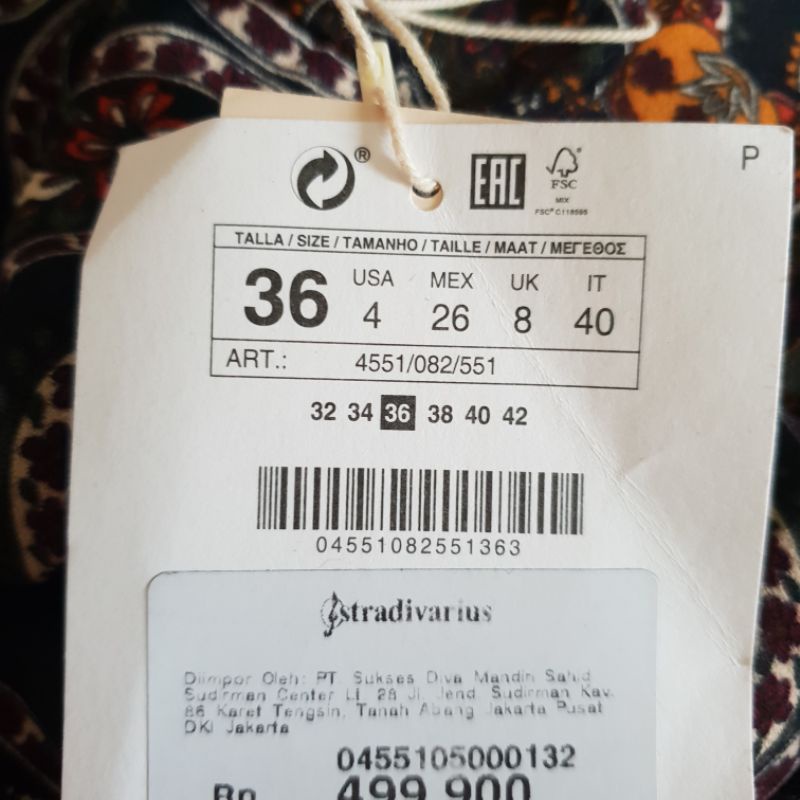 P
EAC
FSC
MIX
FSC® C118595
TALLA / SIZE / TAMANHO / TAILLE / MAAT / ΜΕΓΕΘΟΣ
36 USA MEX UK IT
4 26 8 40
ART.: 4551/082/551
32 34 36 38 40 42
04551082551363
stradivarius
Diimpor Oleh: PT. Sukses Diva Mandiri Sahid
Sudirman Center Lt. 28 Jl. Jend. Sudirman Kav.
86 Karet Tengsin, Tanah Abang Jakarta Pusat
DKI Jakarta
0455105000132
Rp 499.900